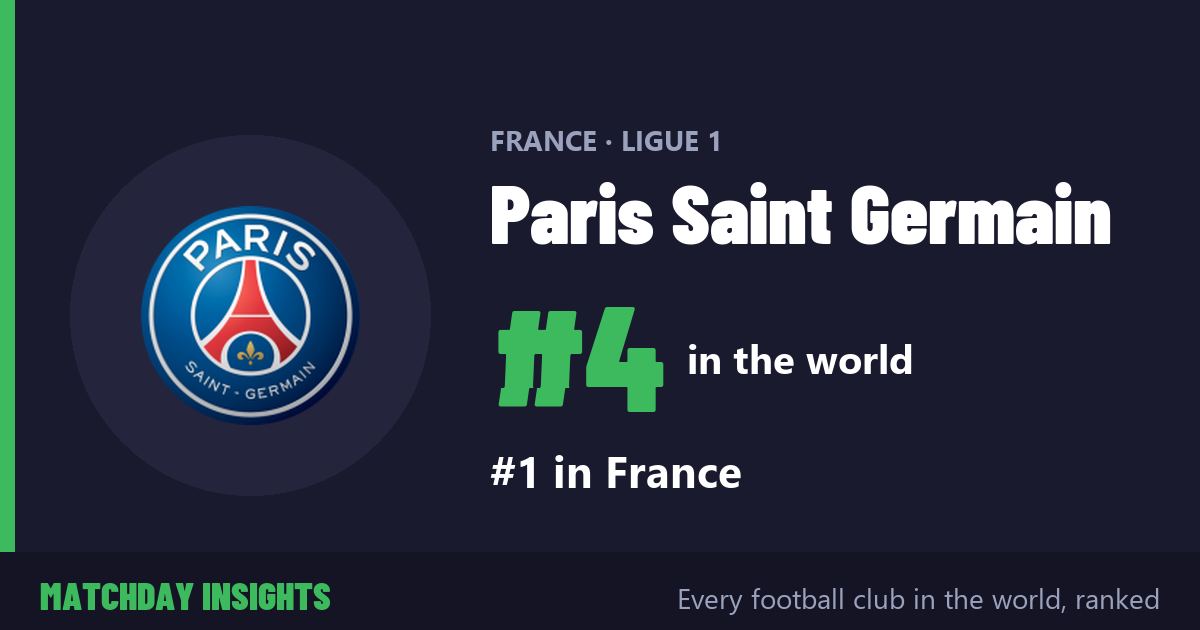 FRANCE · LIGUE 1
Paris Saint Germain
PARIS
SAINT - GERMAIN
#4 in the world
#1 in France
MATCHDAY INSIGHTS
Every football club in the world, ranked